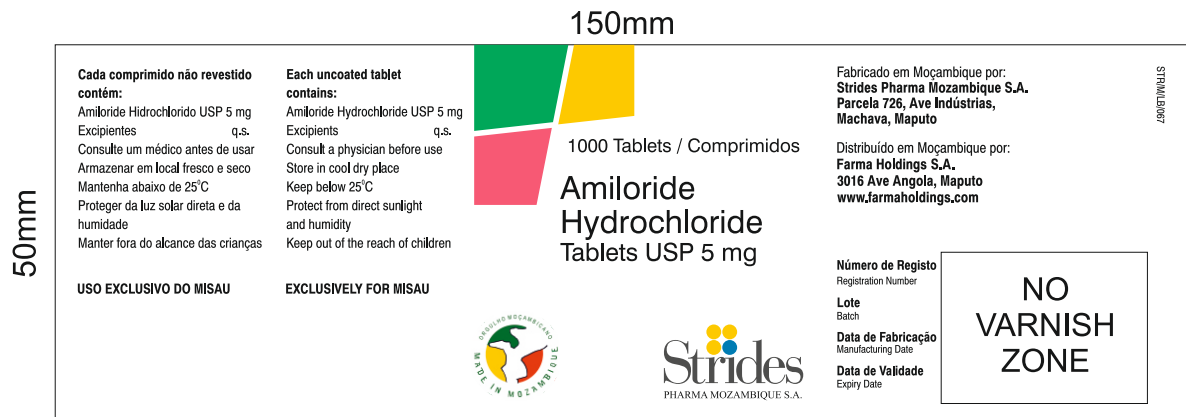 150mm
50mm
Cada comprimido não revestido
contém:
Amiloride Hidrochlorido USP 5 mg
Excipientes q.s.
Consulte um médico antes de usar
Armazenar em local fresco e seco
Mantenha abaixo de 25⁰C
Proteger da luz solar direta e da
humidade
Manter fora do alcance das crianças
USO EXCLUSIVO DO MISAU
Each uncoated tablet
contains:
Amiloride Hydrochloride USP 5 mg
Excipients q.s.
Consult a physician before use
Store in cool dry place
Keep below 25⁰C
Protect from direct sunlight
and humidity
Keep out of the reach of children
EXCLUSIVELY FOR MISAU
1000 Tablets / Comprimidos
Amiloride
Hydrochloride
Tablets USP 5 mg
ORGULHO MOÇAMBICANO
MADE IN MOZAMBIQUE
Strides
PHARMA MOZAMBIQUE S.A.
Fabricado em Moçambique por:
Strides Pharma Mozambique S.A.
Parcela 726, Ave Indústrias,
Machava, Maputo
Distribuído em Moçambique por:
Farma Holdings S.A.
3016 Ave Angola, Maputo
www.farmaholdings.com
Número de Registo
Registration Number
Lote
Batch
Data de Fabricação
Manufacturing Date
Data de Validade
Expiry Date
NO
VARNISH
ZONE
STR/M/LB/067